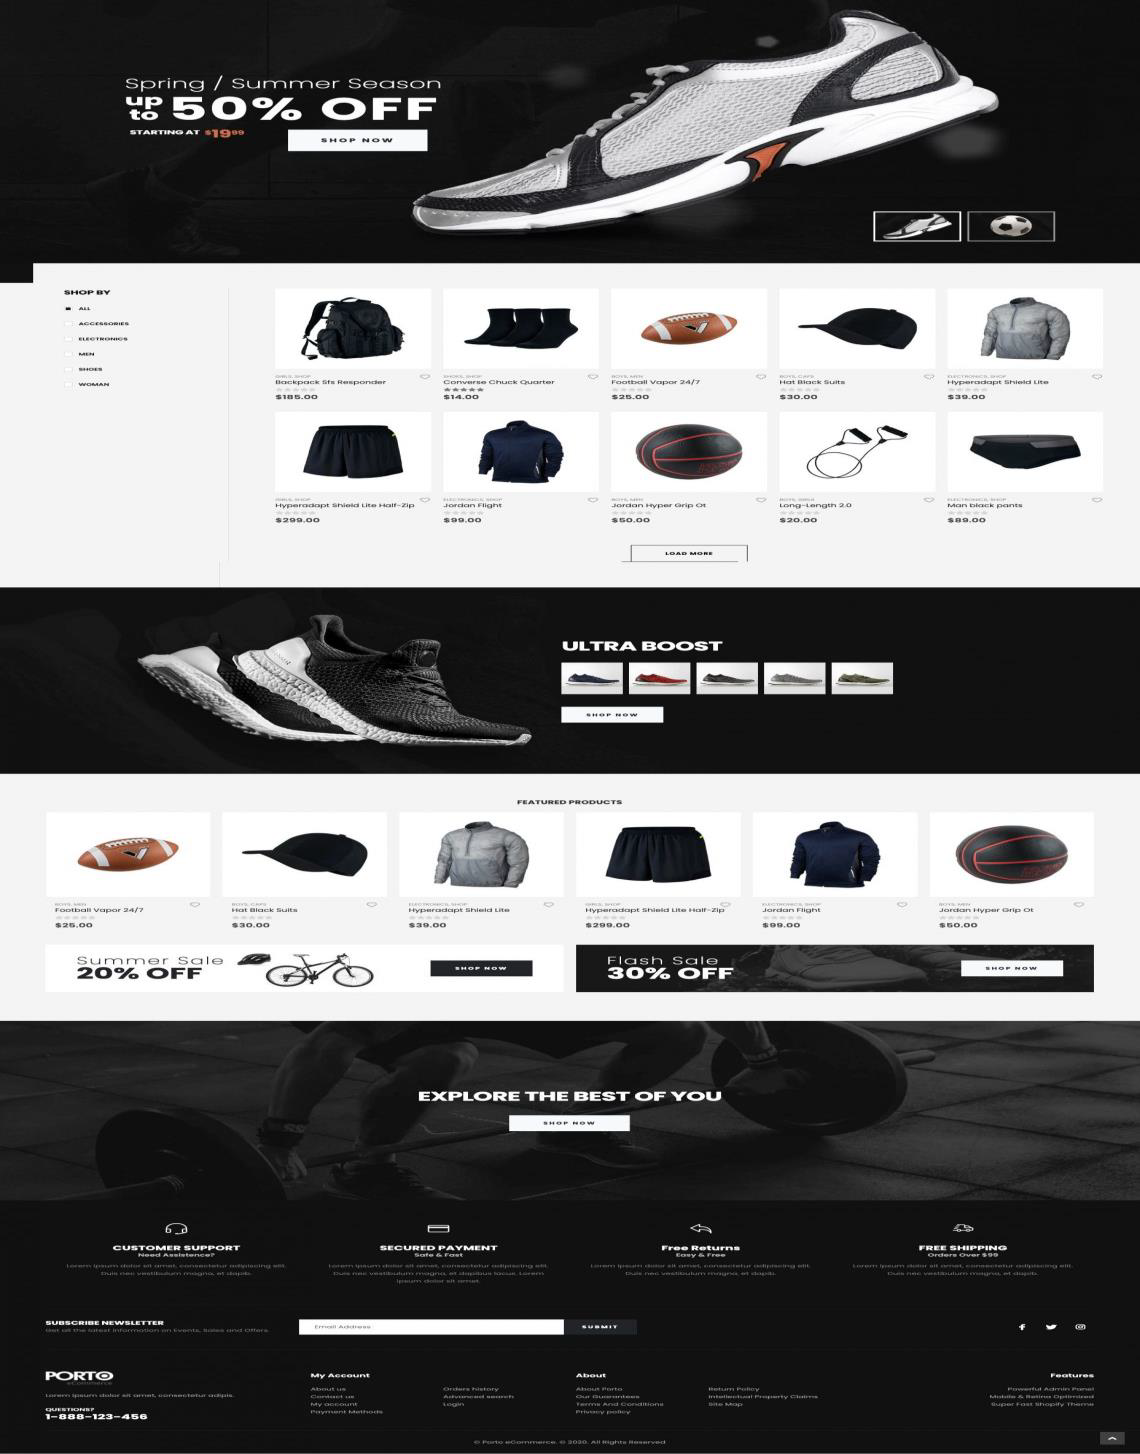 Spring / Summer Season
up to 50% OFF
STARTING AT $19.99
SHOP NOW
SHOP BY
ALL
ACCESSORIES
ELECTRONICS
MEN
SHOES
WOMAN
GIRLS, SHOP
Backpack Sfs Responder
$185.00
SHOES, SHOP
Converse Chuck Quarter
$14.00
BOYS, MEN
Football Vapor 24/7
$25.00
BOYS, CAPS
Hat Black Suits
$30.00
ELECTRONICS, SHOP
Hyperadapt Shield Lite
$39.00
GIRLS, SHOP
Hyperadapt Shield Lite Half-Zip
$299.00
ELECTRONICS, SHOP
Jordan Flight
$99.00
BOYS, MEN
Jordan Hyper Grip Ot
$50.00
BOYS, GIRLS
Long-Length 2.0
$20.00
ELECTRONICS, SHOP
Man black pants
$89.00
LOAD MORE
ULTRA BOOST
SHOP NOW
FEATURED PRODUCTS
BOYS, MEN
Football Vapor 24/7
$25.00
BOYS, CAPS
Hat Black Suits
$30.00
ELECTRONICS, SHOP
Hyperadapt Shield Lite
$39.00
GIRLS, SHOP
Hyperadapt Shield Lite Half-Zip
$299.00
ELECTRONICS, SHOP
Jordan Flight
$99.00
BOYS, MEN
Jordan Hyper Grip Ot
$50.00
Summer Sale
20% OFF
SHOP NOW
Flash Sale
30% OFF
SHOP NOW
EXPLORE THE BEST OF YOU
SHOP NOW
CUSTOMER SUPPORT
Need Assistence?
Lorem ipsum dolor sit amet, consectetur adipiscing elit.
Duis nec vestibulum magna, et dapib.
SECURED PAYMENT
Safe & Fast
Lorem ipsum dolor sit amet, consectetur adipiscing elit.
Duis nec vestibulum magna, et dapibus lacus. Lorem
ipsum dolor sit amet.
Free Returns
Easy & Free
Lorem ipsum dolor sit amet, consectetur adipiscing elit.
Duis nec vestibulum magna, et dapib.
FREE SHIPPING
Orders Over $99
Lorem ipsum dolor sit amet, consectetur adipiscing elit.
Duis nec vestibulum magna, et dapib.
SUBSCRIBE NEWSLETTER
Get all the latest information on Events, Sales and Offers.
Email Address
SUBMIT
PORTO
eCommerce
Lorem ipsum dolor sit amet, consectetur adipis.
QUESTIONS?
1-888-123-456
My Account
About us
Contact us
My account
Payment Methods
Orders history
Advanced search
Login
About
About Porto
Our Guarantees
Terms And Conditions
Privacy policy
Return Policy
Intellectual Property Claims
Site Map
Features
Powerful Admin Panel
Mobile & Retina Optimized
Super Fast Shopify Theme
© Porto eCommerce. © 2020. All Rights Reserved